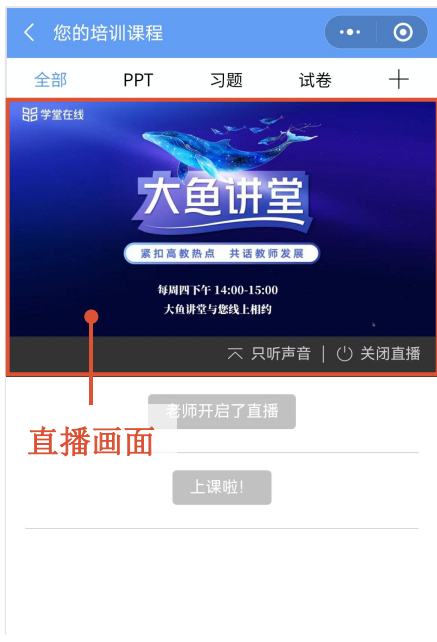 您的培训课程
全部 PPT 习题 试卷
学堂在线
大鱼讲堂
紧扣高教热点 共话教师发展
每周四下午 14:00-15:00
大鱼讲堂与您线上相约
只听声音 | 关闭直播
老师开启了直播
直播画面
上课啦!